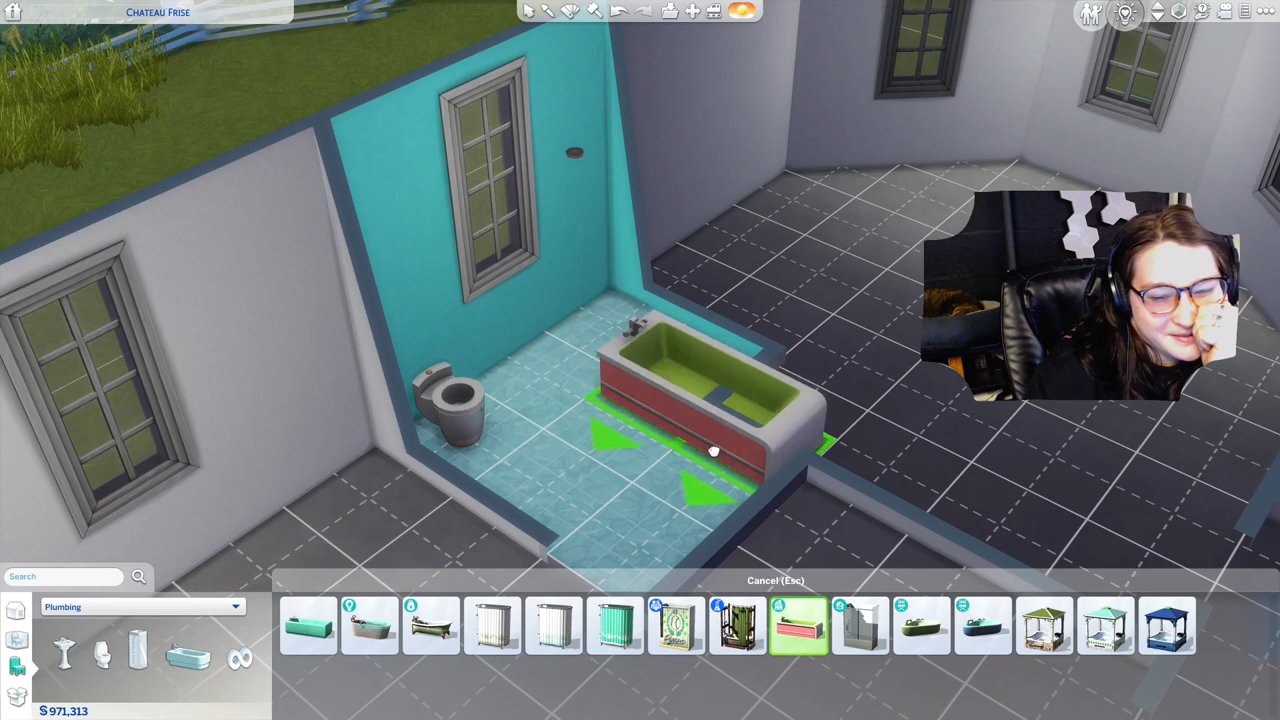 CHATEAU FRISE
Cancel (Esc)
Search
Plumbing
§971,313